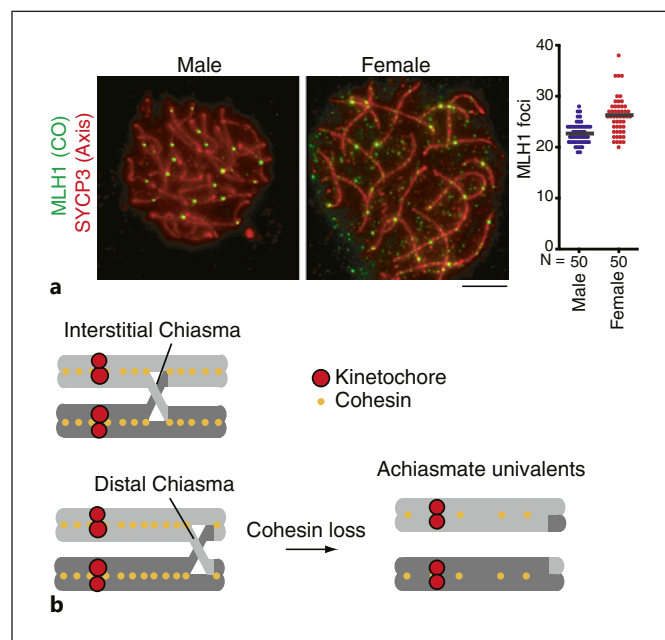 Male
Female
MLH1 (CO)
SYCP3 (Axis)
MLH1 foci
40
30
20
10
0
N = 50 50
Male
Female
a
Interstitial Chiasma
Kinetochore
Cohesin
Distal Chiasma
Achiasmate univalents
Cohesin loss
b